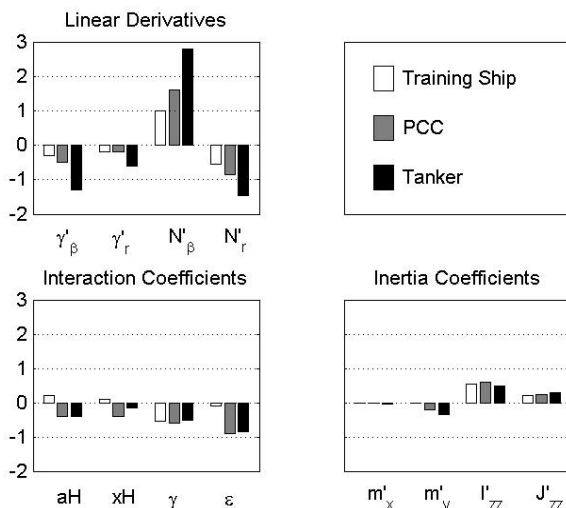 Linear Derivatives
3
2
1
0
-1
-2
γ'β γ'r N'β N'r
Training Ship
PCC
Tanker
Interaction Coefficients
3
2
1
0
-1
-2
aH xH γ ε
Inertia Coefficients
m'x m'y I'zz J'zz